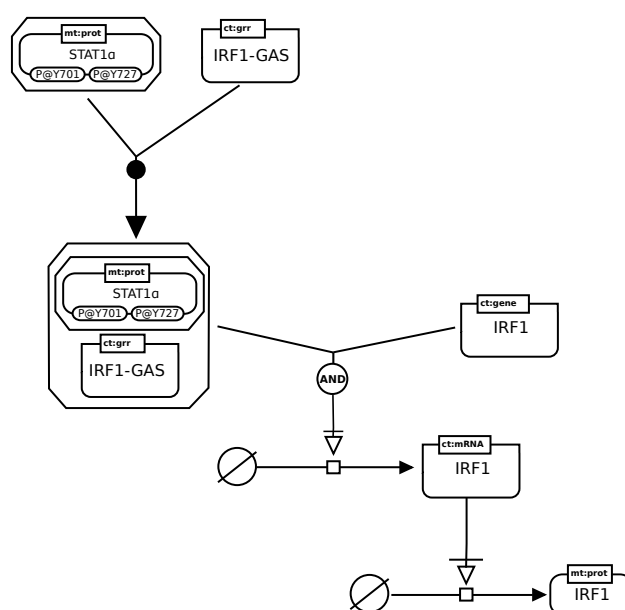 mt:prot
STAT1α
P@Y701 P@Y727
ct:grr
IRF1-GAS
mt:prot
STAT1α
P@Y701 P@Y727
ct:grr
IRF1-GAS
ct:gene
IRF1
AND
ct:mRNA
IRF1
mt:prot
IRF1